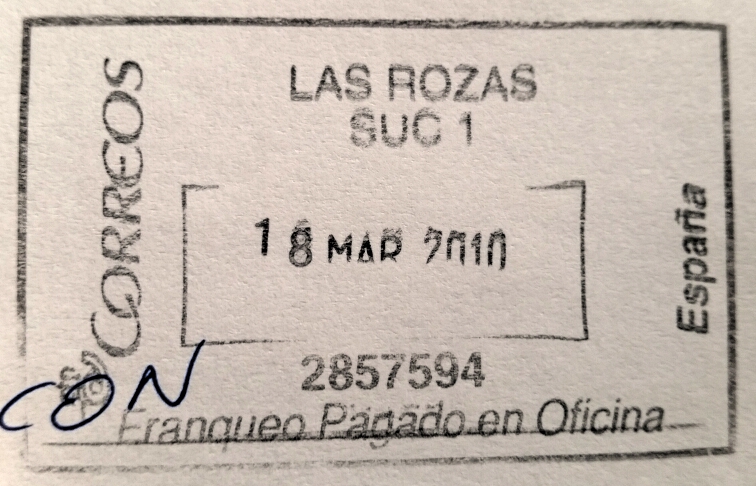 LAS ROZAS
SUC 1
CORREOS
18 MAR 2010
España
2857594
CON
Franqueo Pagado en Oficina